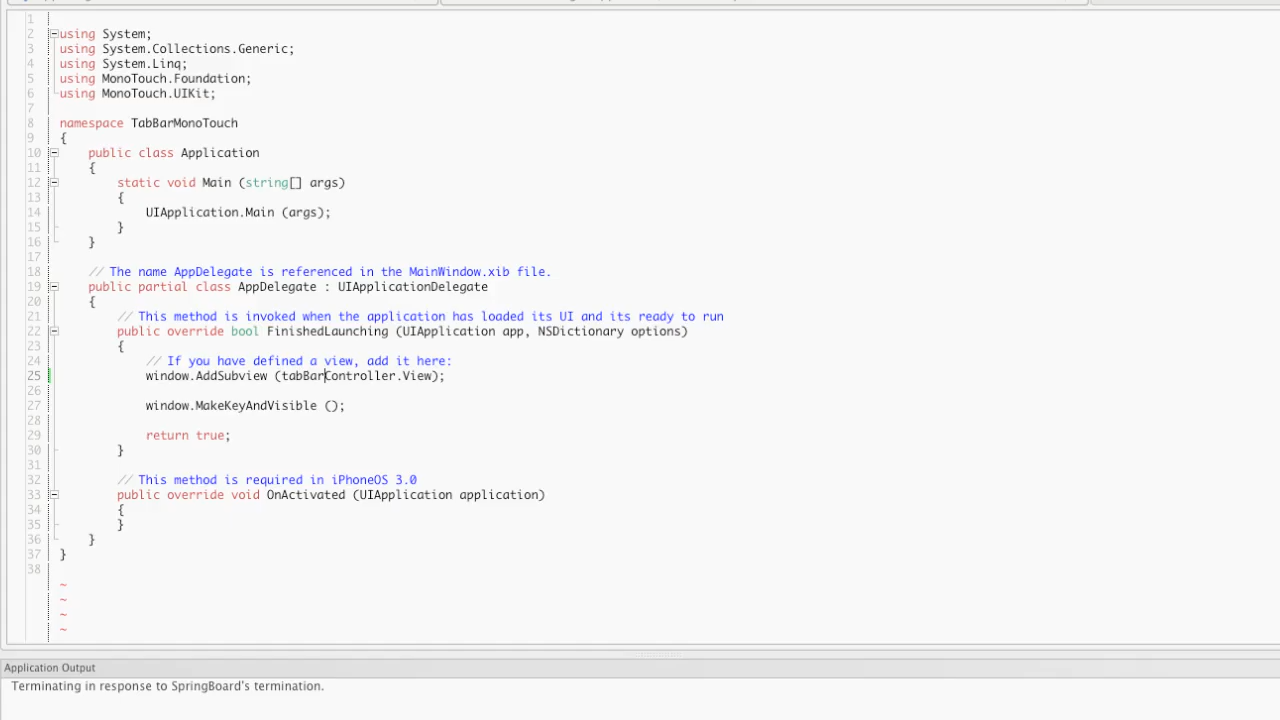 1
2 using System;
3 using System.Collections.Generic;
4 using System.Linq;
5 using MonoTouch.Foundation;
6 using MonoTouch.UIKit;
7
8 namespace TabBarMonoTouch
9 {
10     public class Application
11     {
12         static void Main (string[] args)
13         {
14             UIApplication.Main (args);
15         }
16     }
17
18     // The name AppDelegate is referenced in the MainWindow.xib file.
19     public partial class AppDelegate : UIApplicationDelegate
20     {
21         // This method is invoked when the application has loaded its UI and its ready to run
22         public override bool FinishedLaunching (UIApplication app, NSDictionary options)
23         {
24             // If you have defined a view, add it here:
25             window.AddSubview (tabBarController.View);
26
27             window.MakeKeyAndVisible ();
28
29             return true;
30         }
31
32         // This method is required in iPhoneOS 3.0
33         public override void OnActivated (UIApplication application)
34         {
35         }
36     }
37 }
38
~
~
~
~
Application Output
Terminating in response to SpringBoard's termination.